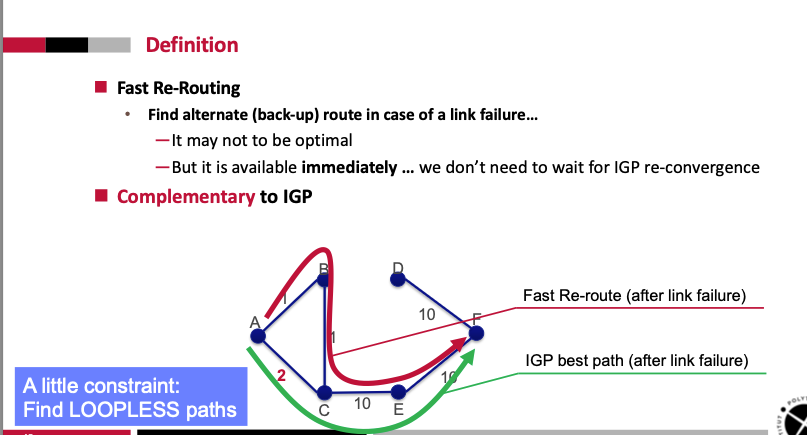 Definition
Fast Re-Routing
Find alternate (back-up) route in case of a link failure…
It may not to be optimal
But it is available immediately … we don’t need to wait for IGP re-convergence
Complementary to IGP
B
D
Fast Re-route (after link failure)
1
10
F
A
1
IGP best path (after link failure)
2
10
A little constraint:
Find LOOPLESS paths
C
10
E